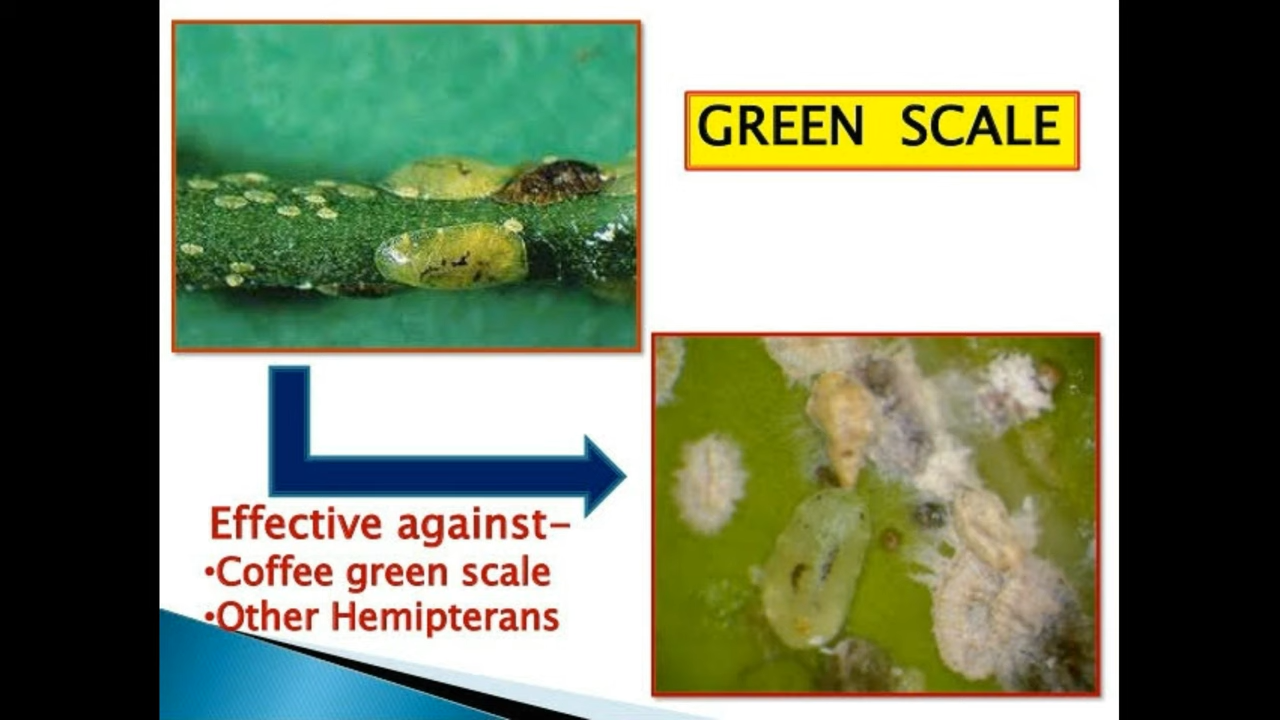 GREEN SCALE
Effective against-
•Coffee green scale
•Other Hemipterans